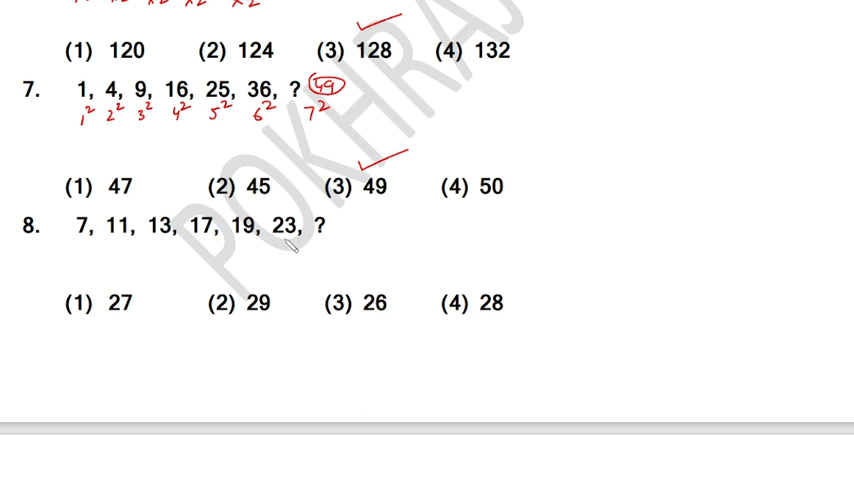 (1) 120 (2) 124 (3) 128 (4) 132
7. 1, 4, 9, 16, 25, 36, ? 49
1² 2² 3² 4² 5² 6² 7²
(1) 47 (2) 45 (3) 49 (4) 50
8. 7, 11, 13, 17, 19, 23, ?
(1) 27 (2) 29 (3) 26 (4) 28
POKHRAJ